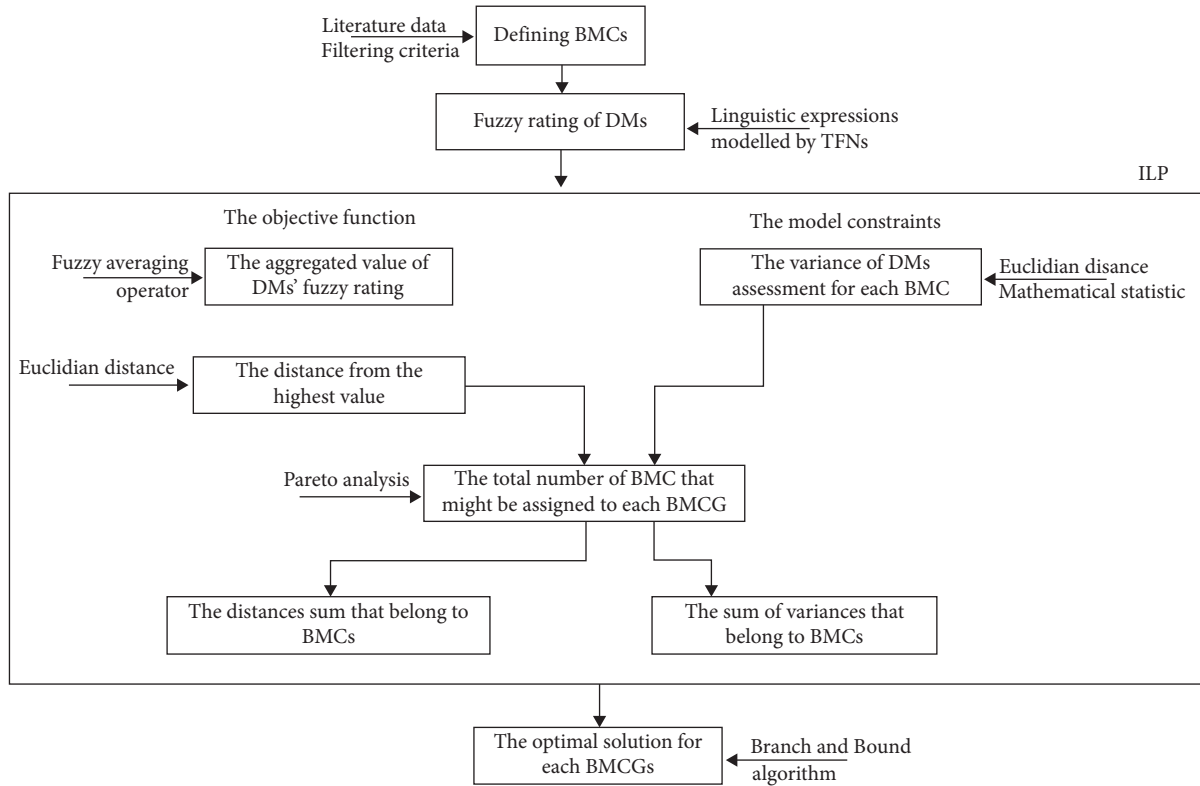 Literature data
Filtering criteria
Defining BMCs
Fuzzy rating of DMs
Linguistic expressions
modelled by TFNs
ILP
The objective function
The model constraints
Fuzzy averaging
operator
The aggregated value of
DMs' fuzzy rating
The variance of DMs
assessment for each BMC
Euclidian disance
Mathematical statistic
Euclidian distance
The distance from the
highest value
Pareto analysis
The total number of BMC that
might be assigned to each BMCG
The distances sum that belong to
BMCs
The sum of variances that
belong to BMCs
The optimal solution for
each BMCGs
Branch and Bound
algorithm